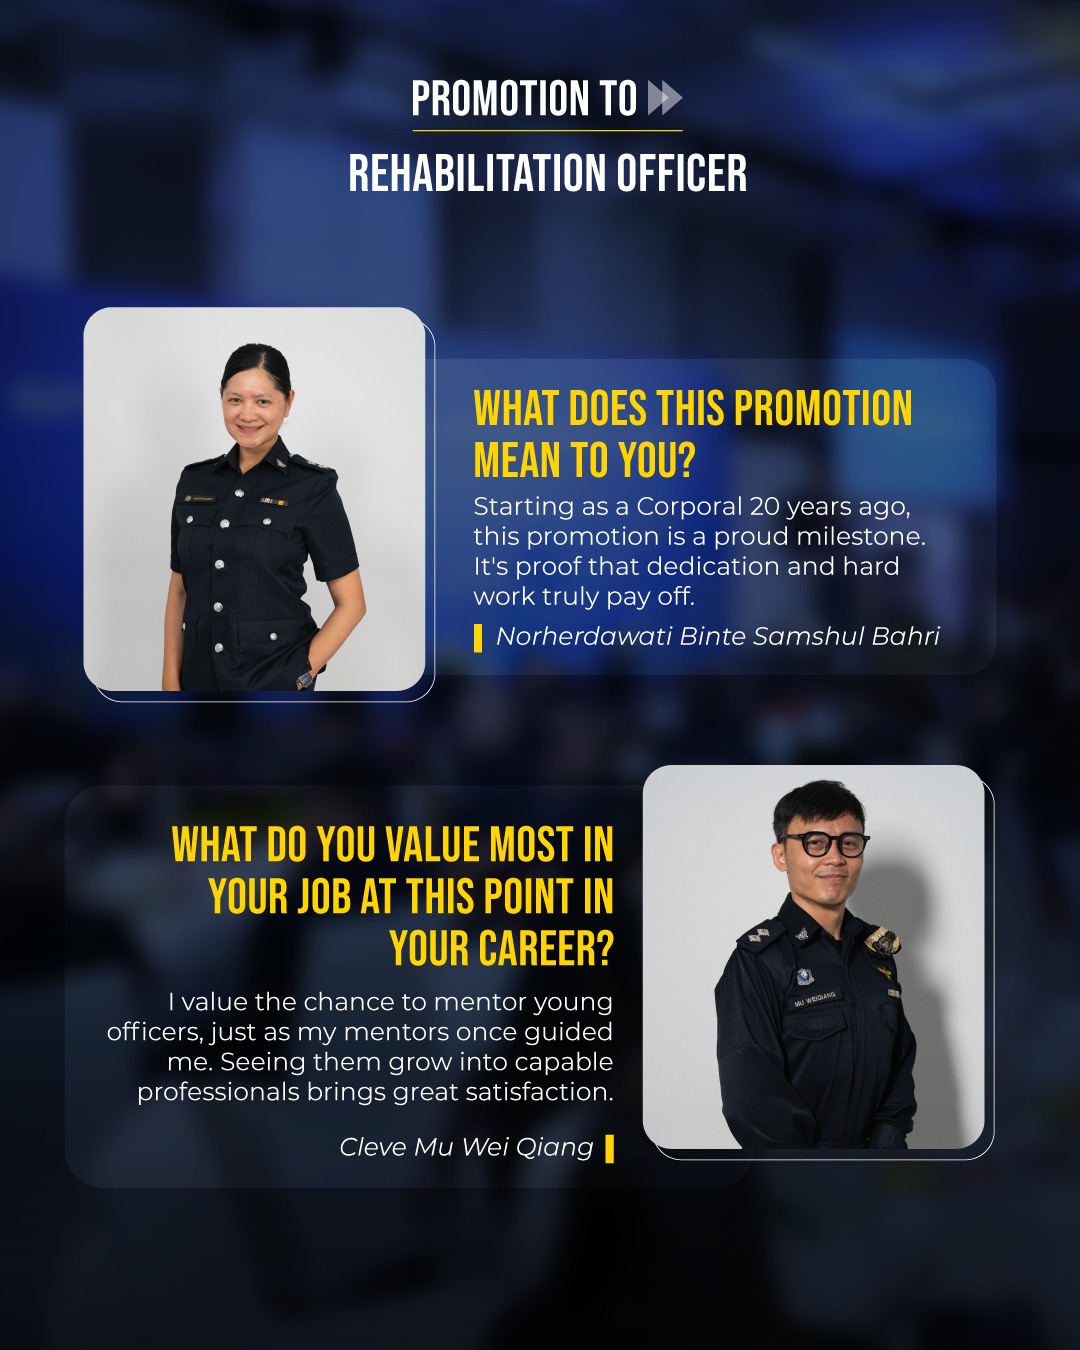 PROMOTION TO
REHABILITATION OFFICER
WHAT DOES THIS PROMOTION
MEAN TO YOU?
Starting as a Corporal 20 years ago,
this promotion is a proud milestone.
It's proof that dedication and hard
work truly pay off.
Norherdawati Binte Samshul Bahri
WHAT DO YOU VALUE MOST IN
YOUR JOB AT THIS POINT IN
YOUR CAREER?
I value the chance to mentor young
officers, just as my mentors once guided
me. Seeing them grow into capable
professionals brings great satisfaction.
Cleve Mu Wei Qiang
MU WEIQIANG